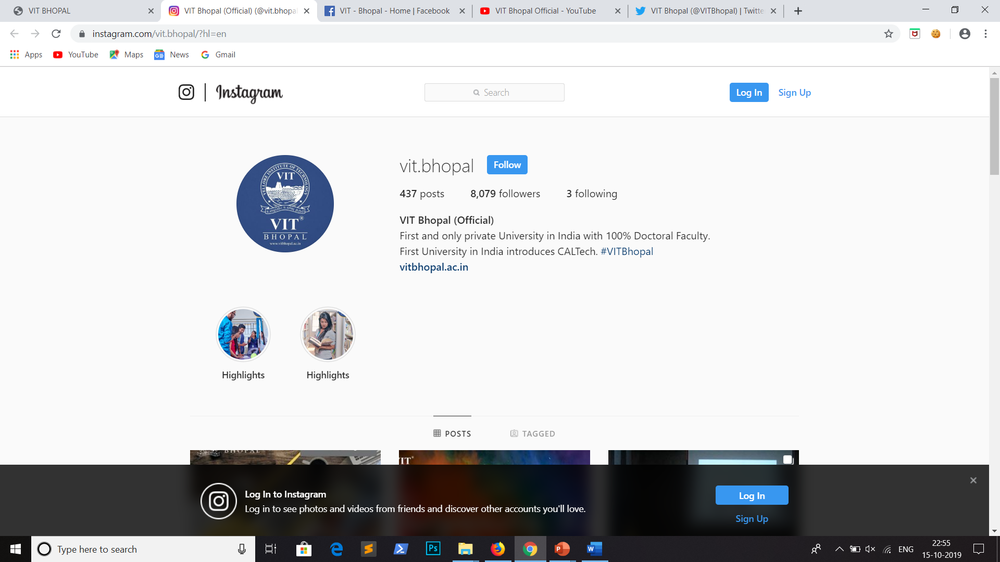 VIT BHOPAL
VIT Bhopal (Official) (@vit.bhopal
VIT - Bhopal - Home | Facebook
VIT Bhopal Official - YouTube
VIT Bhopal (@VITBhopal) | Twitte
instagram.com/vit.bhopal/?hl=en
Apps YouTube Maps News Gmail
Instagram
Search
Log In Sign Up
VELLORE INSTITUTE OF TECHNOLOGY
VIT
VIT®
BHOPAL
www.vitbhopal.ac.in
vit.bhopal Follow
437 posts 8,079 followers 3 following
VIT Bhopal (Official)
First and only private University in India with 100% Doctoral Faculty.
First University in India introduces CALTech. #VITBhopal
vitbhopal.ac.in
Highlights Highlights
POSTS TAGGED
BHOPAL
Log In to Instagram
Log in to see photos and videos from friends and discover other accounts you'll love.
Log In
Sign Up
Type here to search
Ps
ENG
22:55
15-10-2019